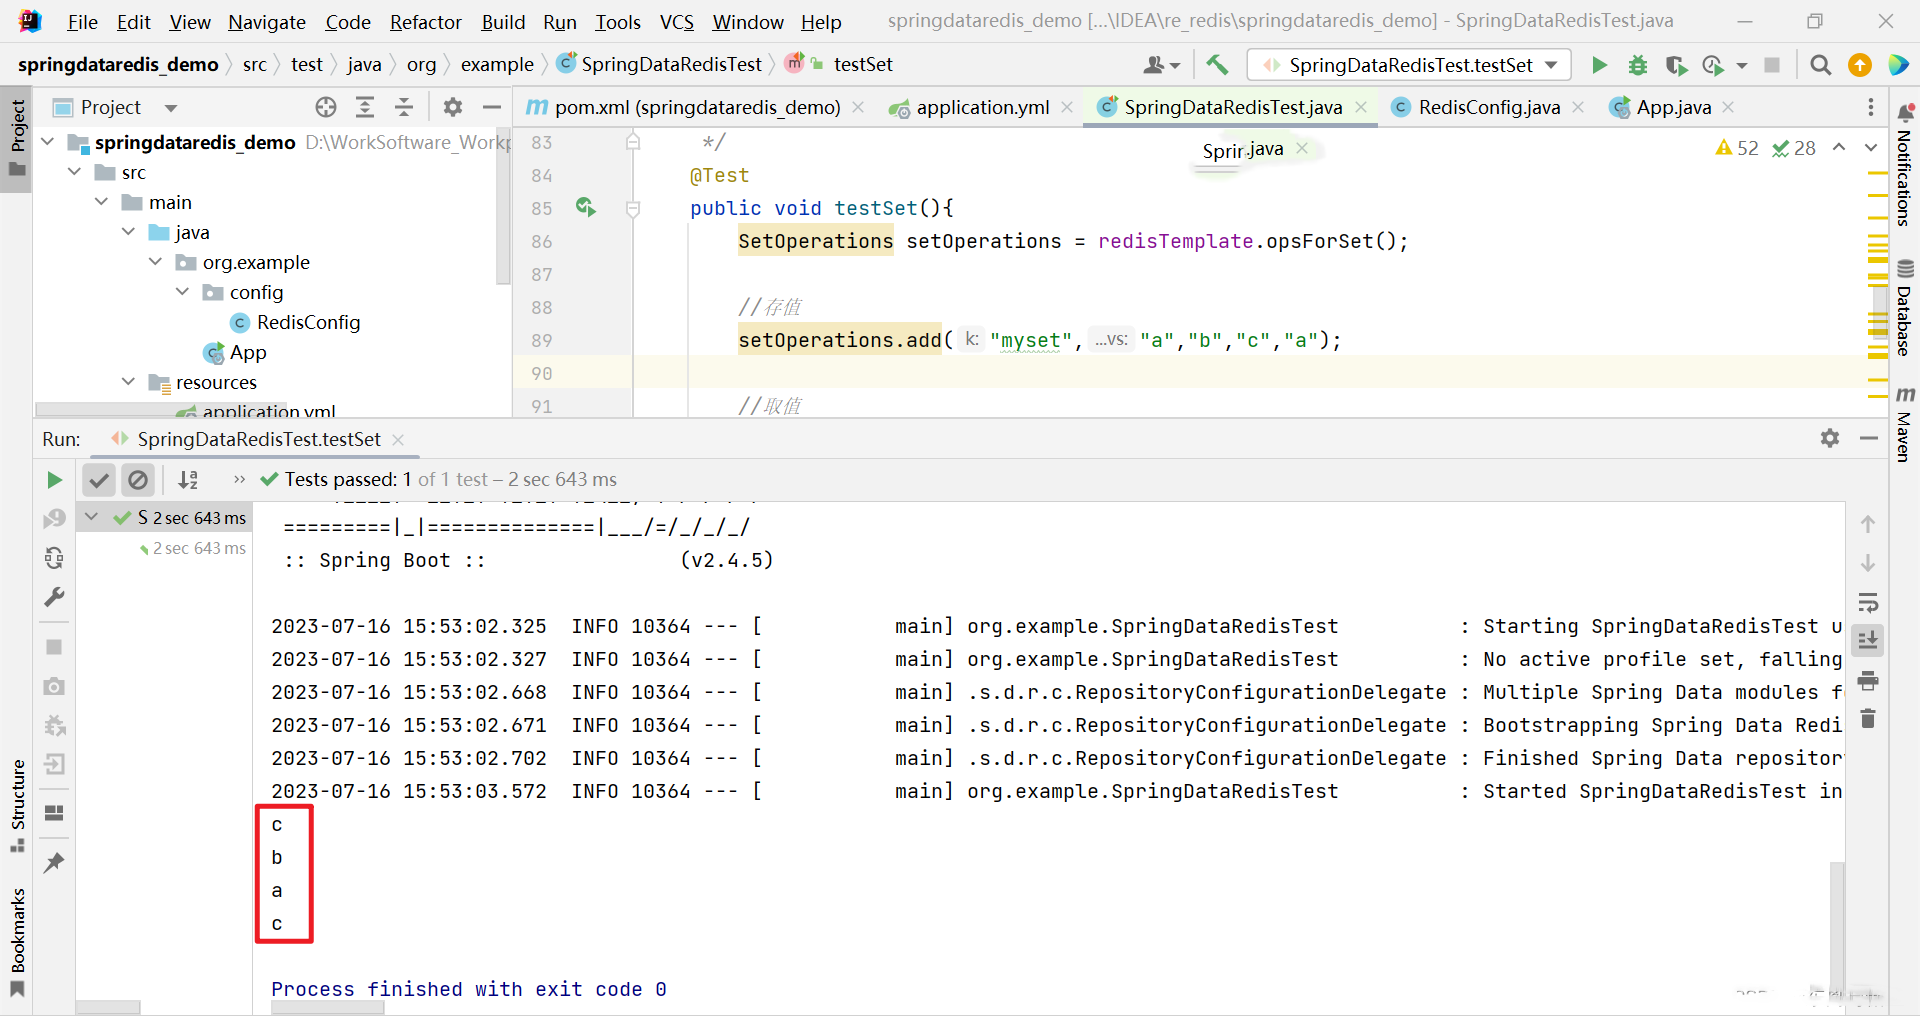 File Edit View Navigate Code Refactor Build Run Tools VCS Window Help springdataredis_demo [...\IDEA\re_redis\springdataredis_demo] - SpringDataRedisTest.java
springdataredis_demo src test java org example SpringDataRedisTest testSet SpringDataRedisTest.testSet
Project
Project
pom.xml (springdataredis_demo) application.yml SpringDataRedisTest.java RedisConfig.java App.java
springdataredis_demo D:\WorkSoftware_Workp
src
main
java
org.example
config
RedisConfig
App
resources
application.yml
.java
52 28
83 */
84 @Test
85 public void testSet(){
86 SetOperations setOperations = redisTemplate.opsForSet();
87
88 //存值
89 setOperations.add( k: "myset", ...vs: "a","b","c","a");
90
91 //取值
Notifications
Database
Maven
Run: SpringDataRedisTest.testSet
Tests passed: 1 of 1 test – 2 sec 643 ms
S 2 sec 643 ms
2 sec 643 ms
=========|_|==============|___/=/_/_/_/
:: Spring Boot :: (v2.4.5)
2023-07-16 15:53:02.325 INFO 10364 --- [ main] org.example.SpringDataRedisTest : Starting SpringDataRedisTest u
2023-07-16 15:53:02.327 INFO 10364 --- [ main] org.example.SpringDataRedisTest : No active profile set, falling
2023-07-16 15:53:02.668 INFO 10364 --- [ main] .s.d.r.c.RepositoryConfigurationDelegate : Multiple Spring Data modules f
2023-07-16 15:53:02.671 INFO 10364 --- [ main] .s.d.r.c.RepositoryConfigurationDelegate : Bootstrapping Spring Data Redi
2023-07-16 15:53:02.702 INFO 10364 --- [ main] .s.d.r.c.RepositoryConfigurationDelegate : Finished Spring Data repositor
2023-07-16 15:53:03.572 INFO 10364 --- [ main] org.example.SpringDataRedisTest : Started SpringDataRedisTest in
c
b
a
c
Process finished with exit code 0
Structure
Bookmarks